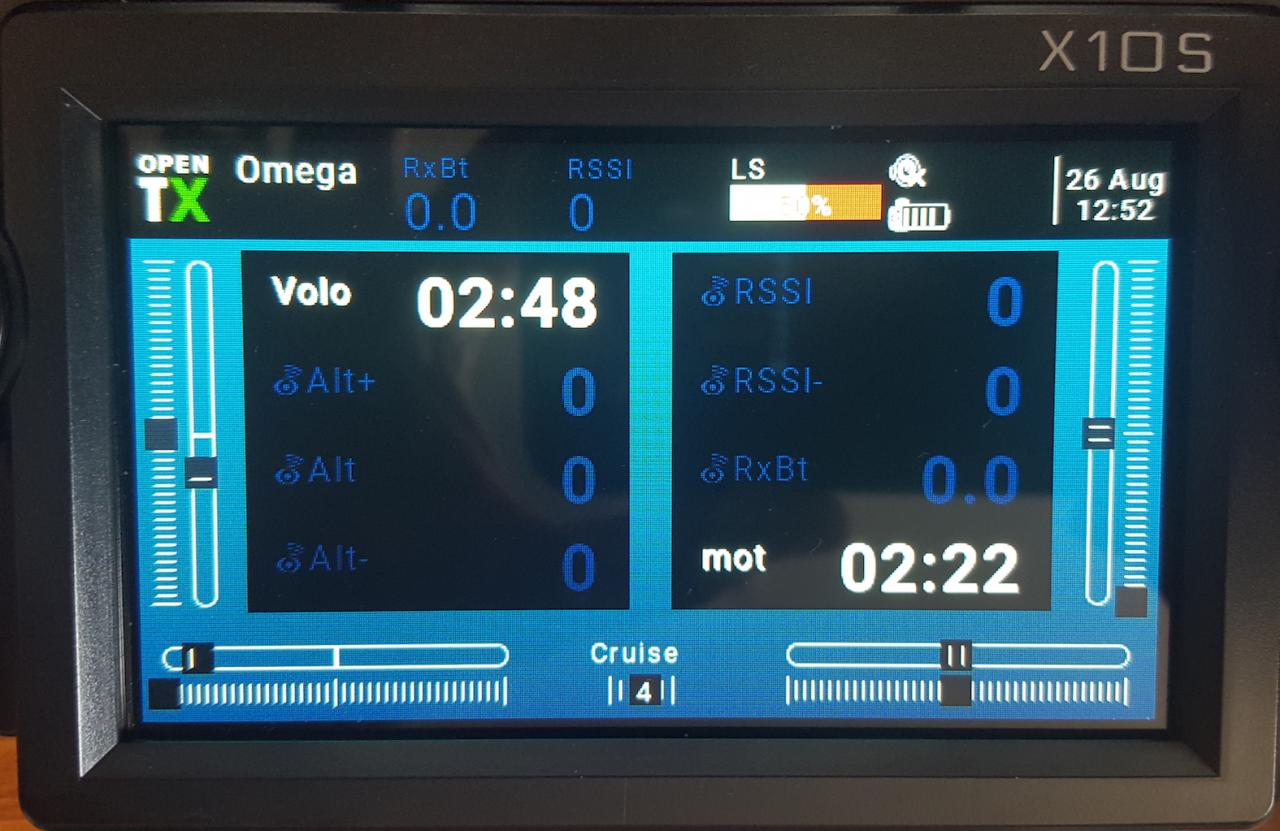 X10S
OPEN
TX
Omega
RxBt
0.0
RSSI
0
LS
26 Aug
12:52
Volo 02:48
Alt+ 0
Alt 0
Alt- 0
RSSI 0
RSSI- 0
RxBt 0.0
mot 02:22
Cruise
4